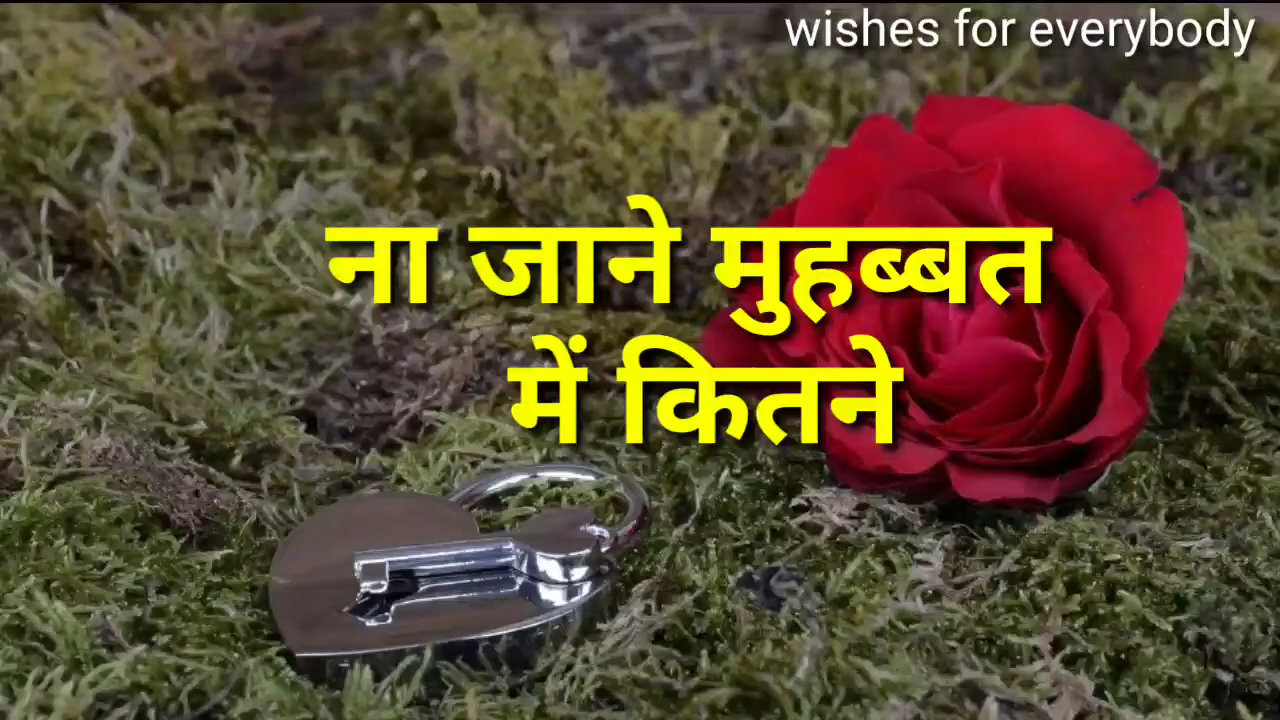 wishes for everybody
ना जाने मुहब्बत
में कितने